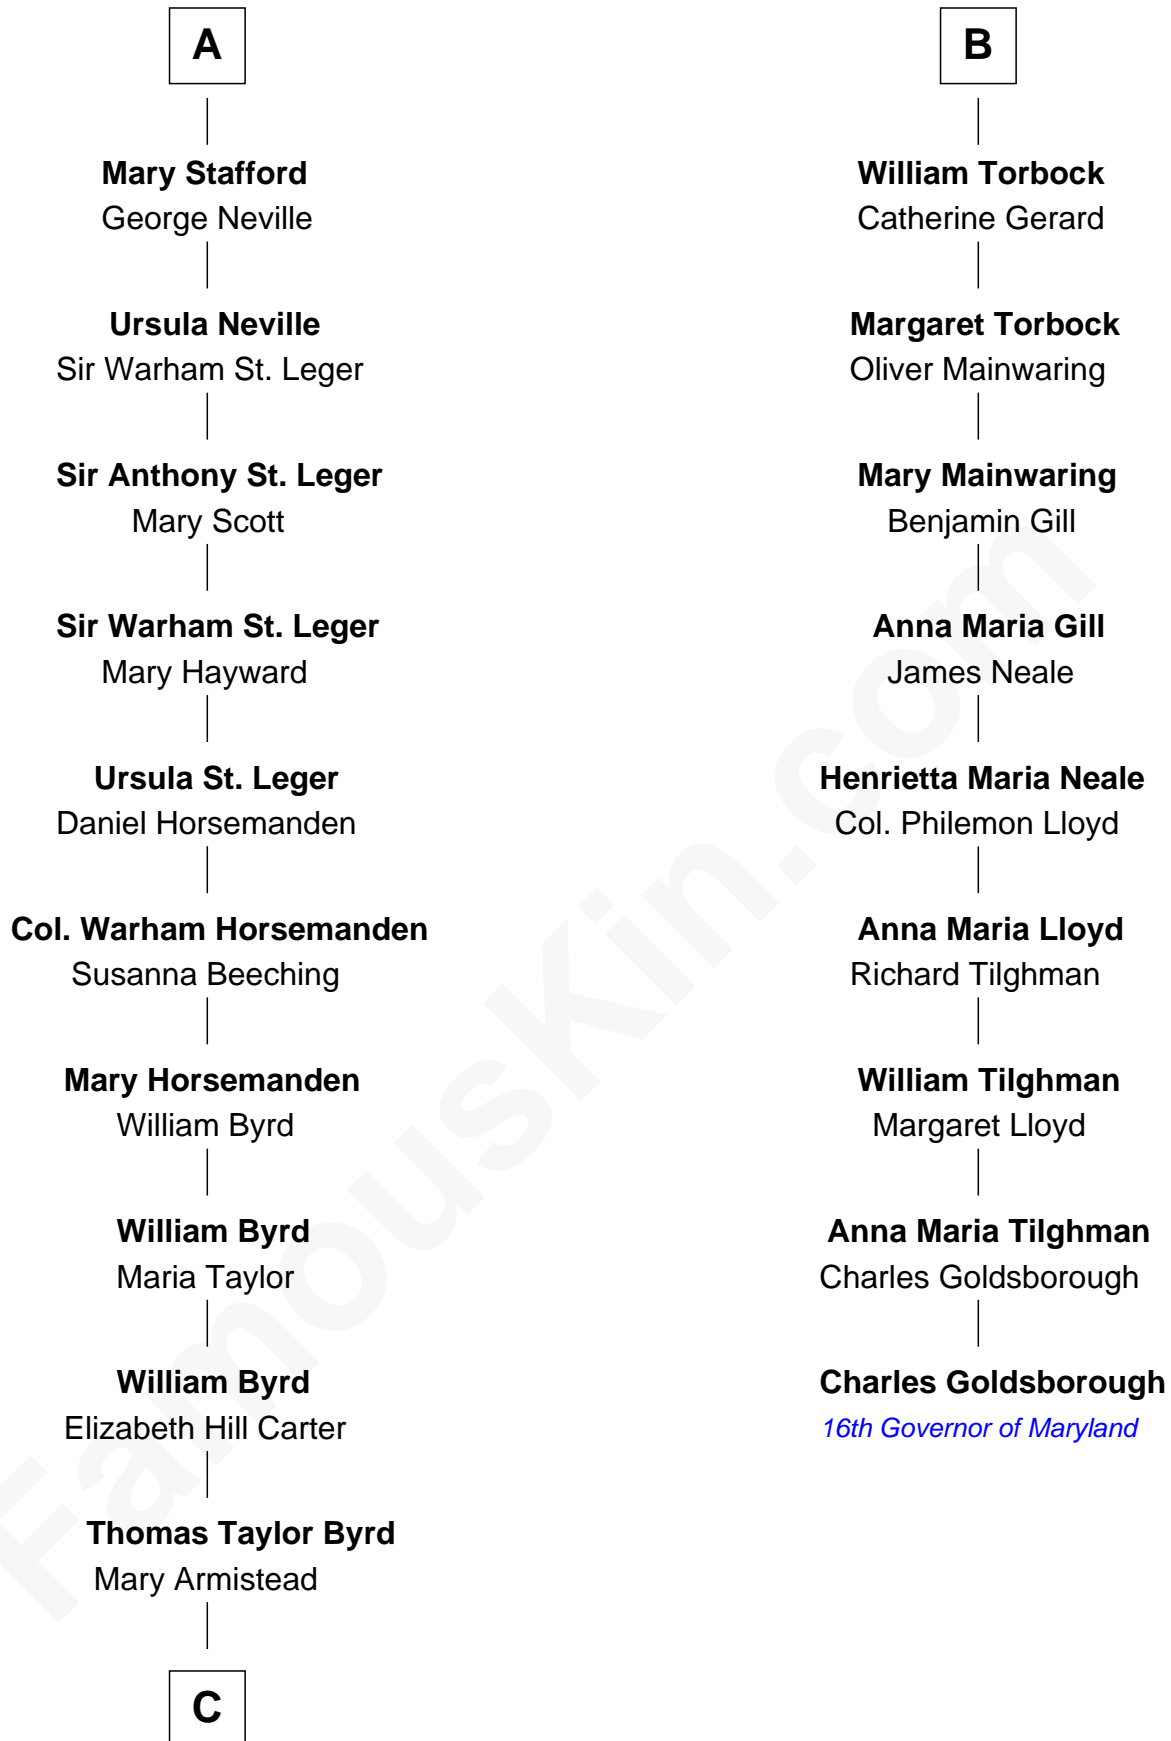 A
Mary Stafford
George Neville
Ursula Neville
Sir Warham St. Leger
Sir Anthony St. Leger
Mary Scott
Sir Warham St. Leger
Mary Hayward
Ursula St. Leger
Daniel Horsemanden
Col. Warham Horsemanden
Susanna Beeching
Mary Horsemanden
William Byrd
William Byrd
Maria Taylor
William Byrd
Elizabeth Hill Carter
Thomas Taylor Byrd
Mary Armistead
C
B
William Torbock
Catherine Gerard
Margaret Torbock
Oliver Mainwaring
Mary Mainwaring
Benjamin Gill
Anna Maria Gill
James Neale
Henrietta Maria Neale
Col. Philemon Lloyd
Anna Maria Lloyd
Richard Tilghman
William Tilghman
Margaret Lloyd
Anna Maria Tilghman
Charles Goldsborough
Charles Goldsborough
16th Governor of Maryland
FamousKin.com